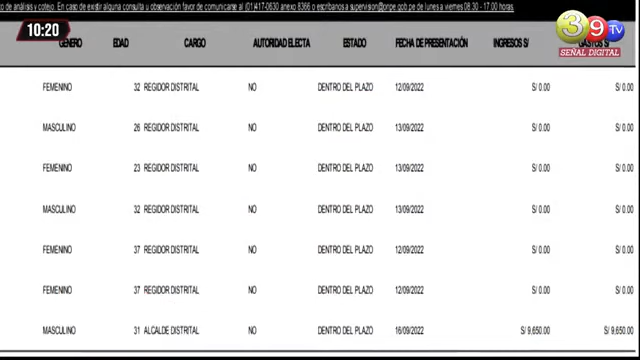 de análisis y cotejo. En caso de existir alguna consulta u observación favor de comunicarse al (01)417-0630 anexo 8366 o escríbanos a supervision@onpe.gob.pe de lunes a viernes 08:30 - 17:00 horas.
10:20
39TV
SEÑAL DIGITAL
GÉNERO EDAD CARGO AUTORIDAD ELECTA ESTADO FECHA DE PRESENTACIÓN INGRESOS S/ GASTOS S/
FEMENINO 32 REGIDOR DISTRITAL NO DENTRO DEL PLAZO 12/09/2022 S/ 0.00 S/ 0.00
MASCULINO 26 REGIDOR DISTRITAL NO DENTRO DEL PLAZO 13/09/2022 S/ 0.00 S/ 0.00
FEMENINO 23 REGIDOR DISTRITAL NO DENTRO DEL PLAZO 13/09/2022 S/ 0.00 S/ 0.00
MASCULINO 32 REGIDOR DISTRITAL NO DENTRO DEL PLAZO 13/09/2022 S/ 0.00 S/ 0.00
FEMENINO 37 REGIDOR DISTRITAL NO DENTRO DEL PLAZO 12/09/2022 S/ 0.00 S/ 0.00
FEMENINO 37 REGIDOR DISTRITAL NO DENTRO DEL PLAZO 12/09/2022 S/ 0.00 S/ 0.00
MASCULINO 31 ALCALDE DISTRITAL NO DENTRO DEL PLAZO 16/09/2022 S/ 9,650.00 S/ 9,650.00